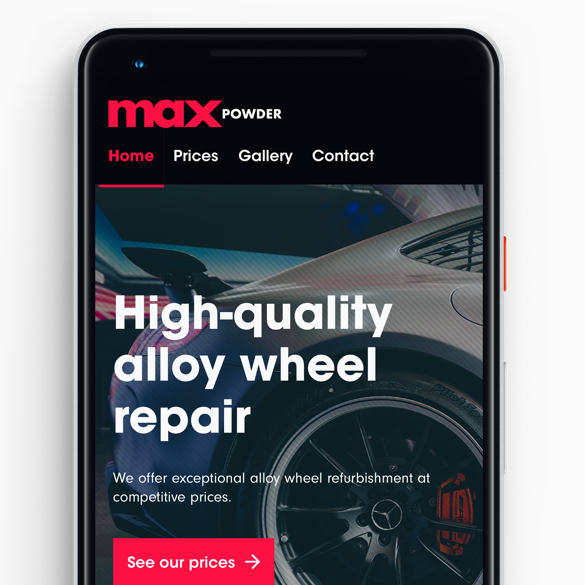 max POWDER
Home Prices Gallery Contact
High-quality
alloy wheel
repair
We offer exceptional alloy wheel refurbishment at
competitive prices.
See our prices →